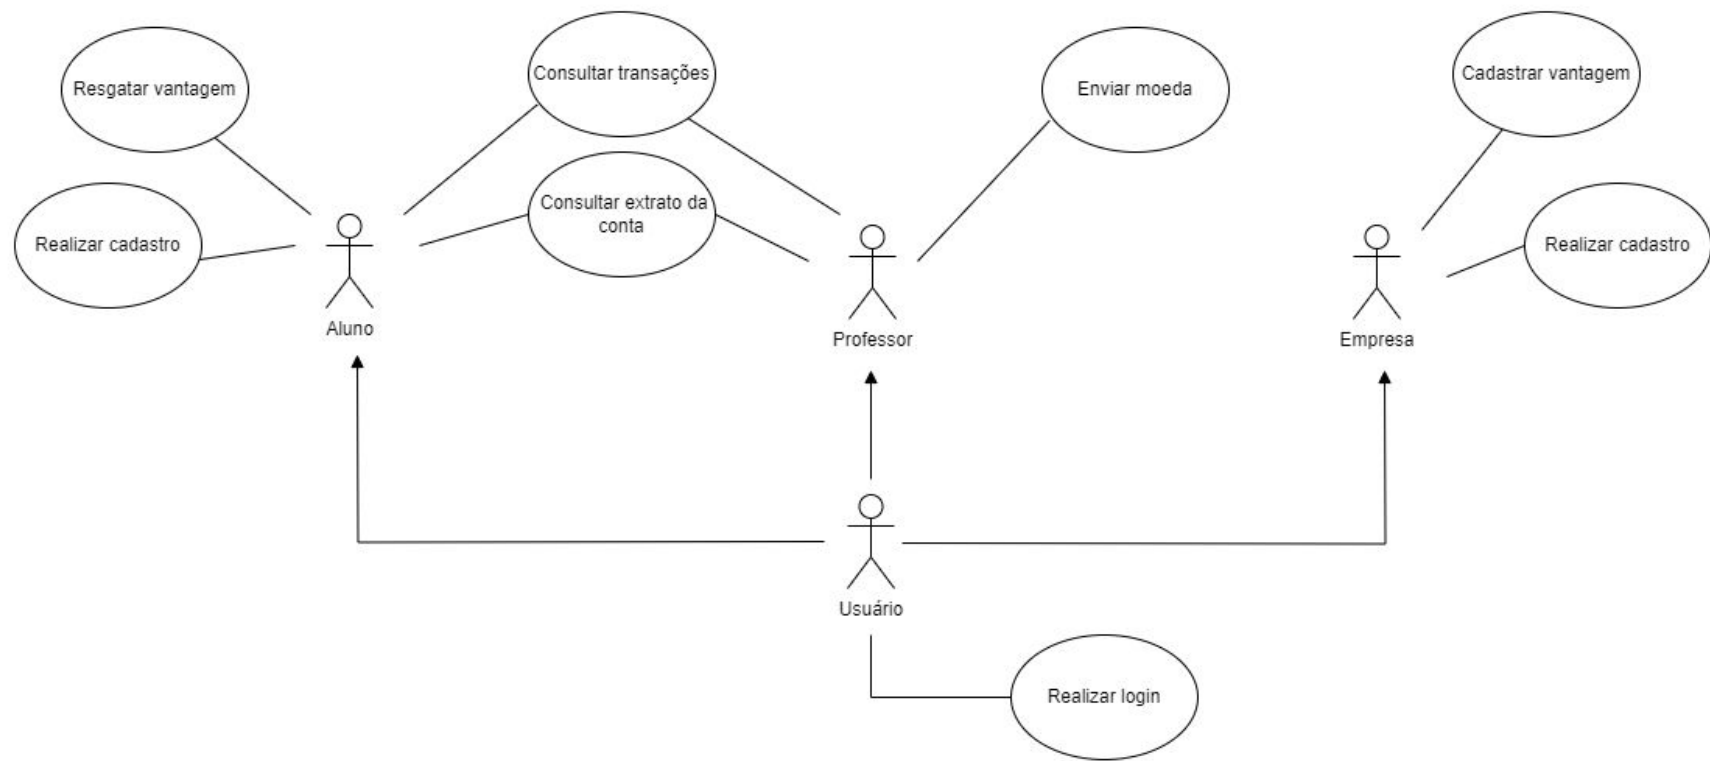 Resgatar vantagem
Consultar transações
Enviar moeda
Cadastrar vantagem
Realizar cadastro
Consultar extrato da
conta
Realizar cadastro
Aluno
Professor
Empresa
Usuário
Realizar login